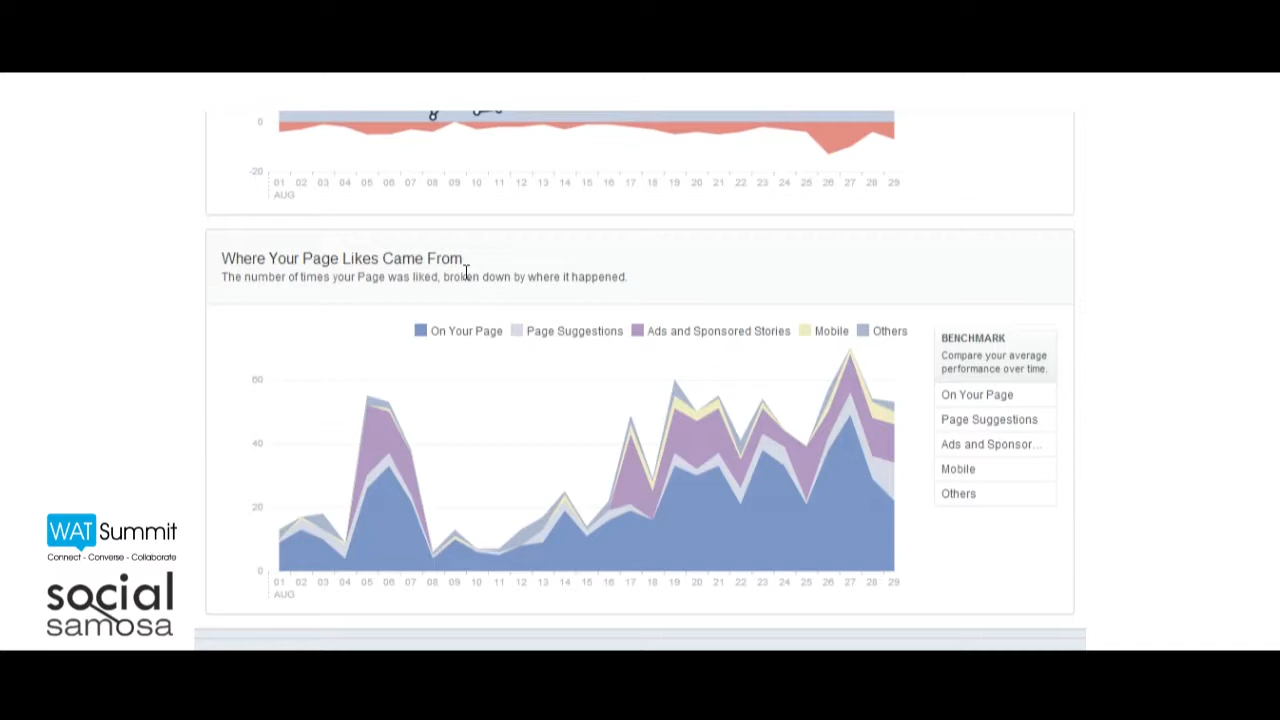 0
-20
01 02 03 04 05 06 07 08 09 10 11 12 13 14 15 16 17 18 19 20 21 22 23 24 25 26 27 28 29
AUG
Where Your Page Likes Came From
The number of times your Page was liked, broken down by where it happened.
On Your Page Page Suggestions Ads and Sponsored Stories Mobile Others
BENCHMARK
Compare your average
performance over time.
On Your Page
Page Suggestions
Ads and Sponsor...
Mobile
Others
60
40
20
0
01 02 03 04 05 06 07 08 09 10 11 12 13 14 15 16 17 18 19 20 21 22 23 24 25 26 27 28 29
AUG
WAT Summit
Connect - Converse - Collaborate
social
samosa